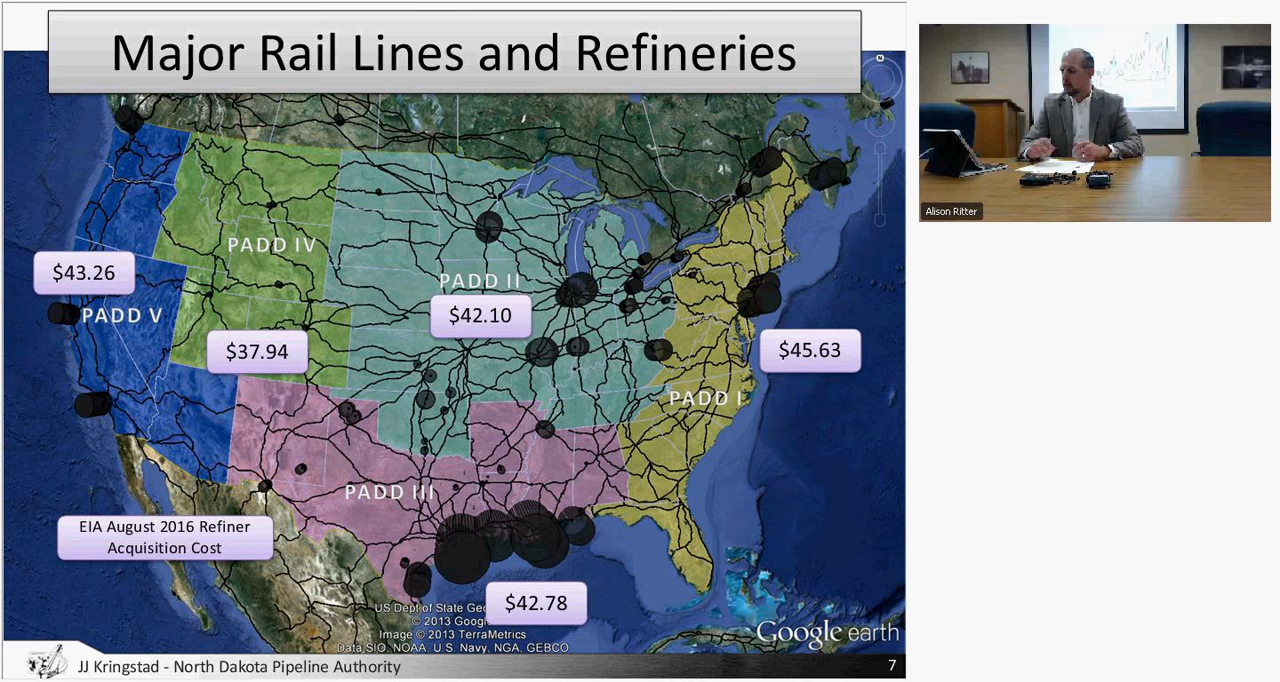 Major Rail Lines and Refineries
N
Alison Ritter
PADD IV
$43.26
PADD II
$42.10
PADD V
$37.94
$45.63
PADD I
PADD III
EIA August 2016 Refiner
Acquisition Cost
$42.78
US Dept of State Geo
© 2013 Googl
Image © 2013 TerraMetrics
Data SIO, NOAA, U.S. Navy, NGA, GEBCO
Google earth
JJ Kringstad - North Dakota Pipeline Authority
7